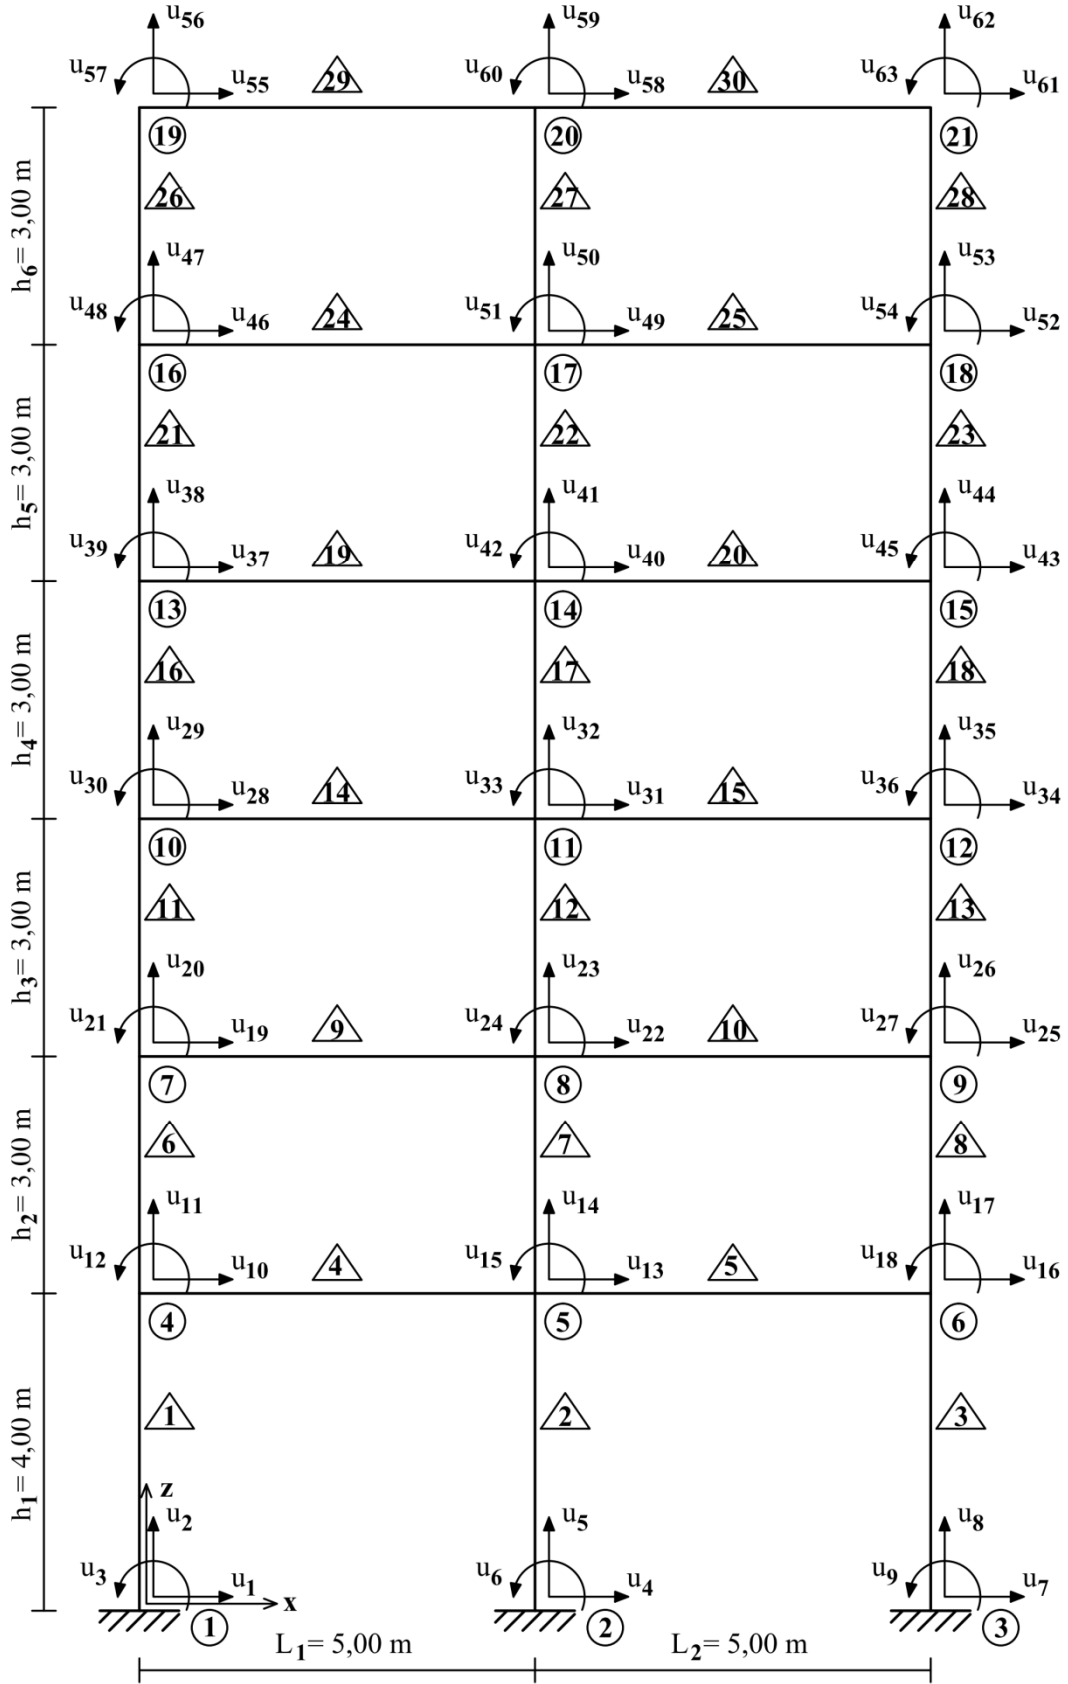 u56 u59 u62
u57 u55 29 u60 u58 30 u63 u61
19 20 21
26 27 28
h6= 3,00 m
u47 u50 u53
u48 u46 24 u51 u49 25 u54 u52
16 17 18
21 22 23
h5= 3,00 m
u38 u41 u44
u39 u37 19 u42 u40 20 u45 u43
13 14 15
16 17 18
h4= 3,00 m
u29 u32 u35
u30 u28 14 u33 u31 15 u36 u34
10 11 12
11 12 13
h3= 3,00 m
u20 u23 u26
u21 u19 9 u24 u22 10 u27 u25
7 8 9
6 7 8
h2= 3,00 m
u11 u14 u17
u12 u10 4 u15 u13 5 u18 u16
4 5 6
1 2 3
h1= 4,00 m
z
u2 u5 u8
u3 u1 x u6 u4 u9 u7
1 2 3
L1= 5,00 m L2= 5,00 m